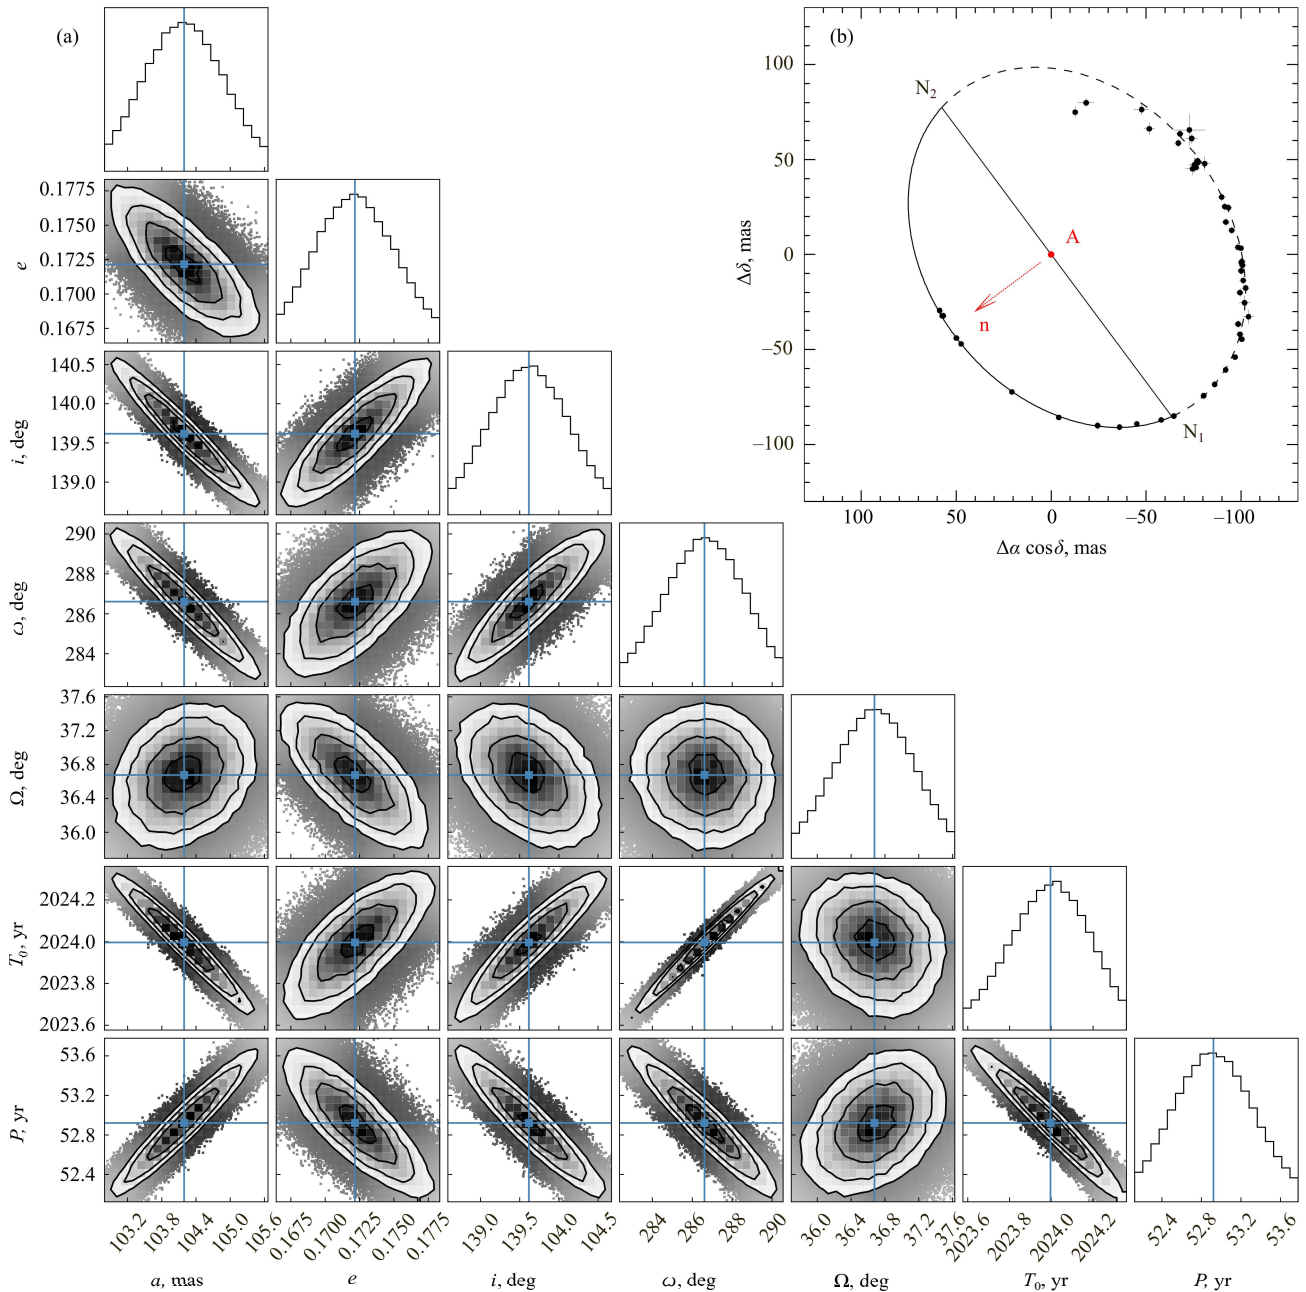 (a)
(b)
100
50
0
−50
−100
Δδ, mas
N₂
A
n
N₁
100
50
0
−50
−100
Δα cosδ, mas
0.1775
0.1750
0.1725
0.1700
0.1675
e
140.5
140.0
139.5
139.0
i, deg
290
288
286
284
ω, deg
37.6
37.2
36.8
36.4
36.0
Ω, deg
2024.2
2024.0
2023.8
2023.6
T₀, yr
53.6
53.2
52.8
52.4
P, yr
103.2 103.8 104.4 105.0 105.6
0.1675 0.1700 0.1725 0.1775
139.0 139.5 104.0 104.5
284 286 288 290
36.0 36.4 36.8 37.2 37.6
2023.6 2023.8 2024.0 2024.2
52.4 52.8 53.2 53.6
a, mas
e
i, deg
ω, deg
Ω, deg
T₀, yr
P, yr